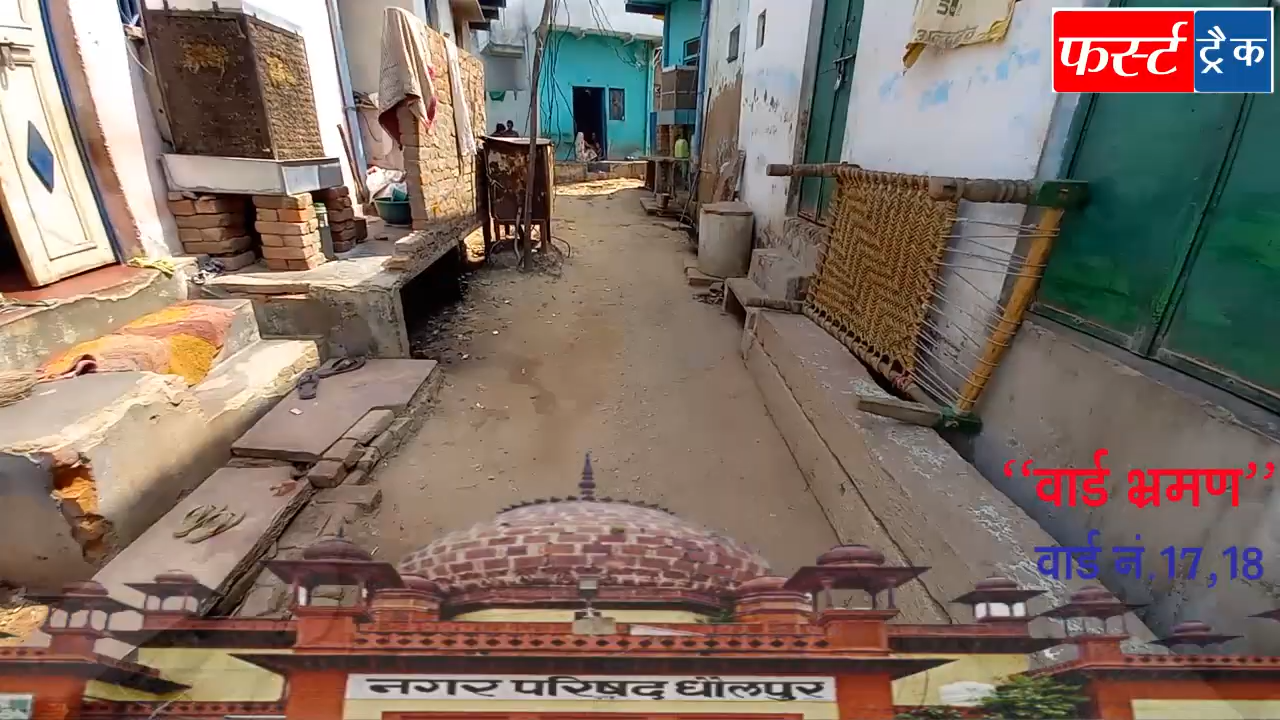 फर्स्ट ट्रैक
“वार्ड भ्रमण”
वार्ड नं.17,18
नगर परिषद धौलपुर